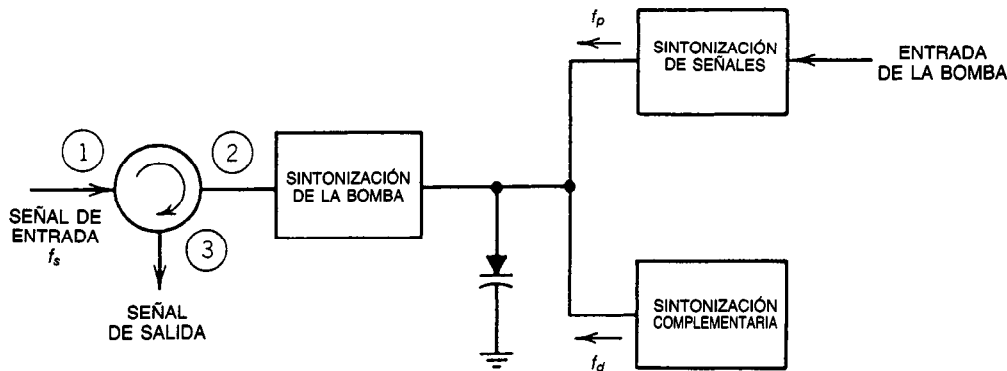 f_p
SINTONIZACIÓN
DE SEÑALES
ENTRADA
DE LA BOMBA
1
2
SINTONIZACIÓN
DE LA BOMBA
SEÑAL DE
ENTRADA
f_s
3
SEÑAL
DE SALIDA
SINTONIZACIÓN
COMPLEMENTARIA
f_d